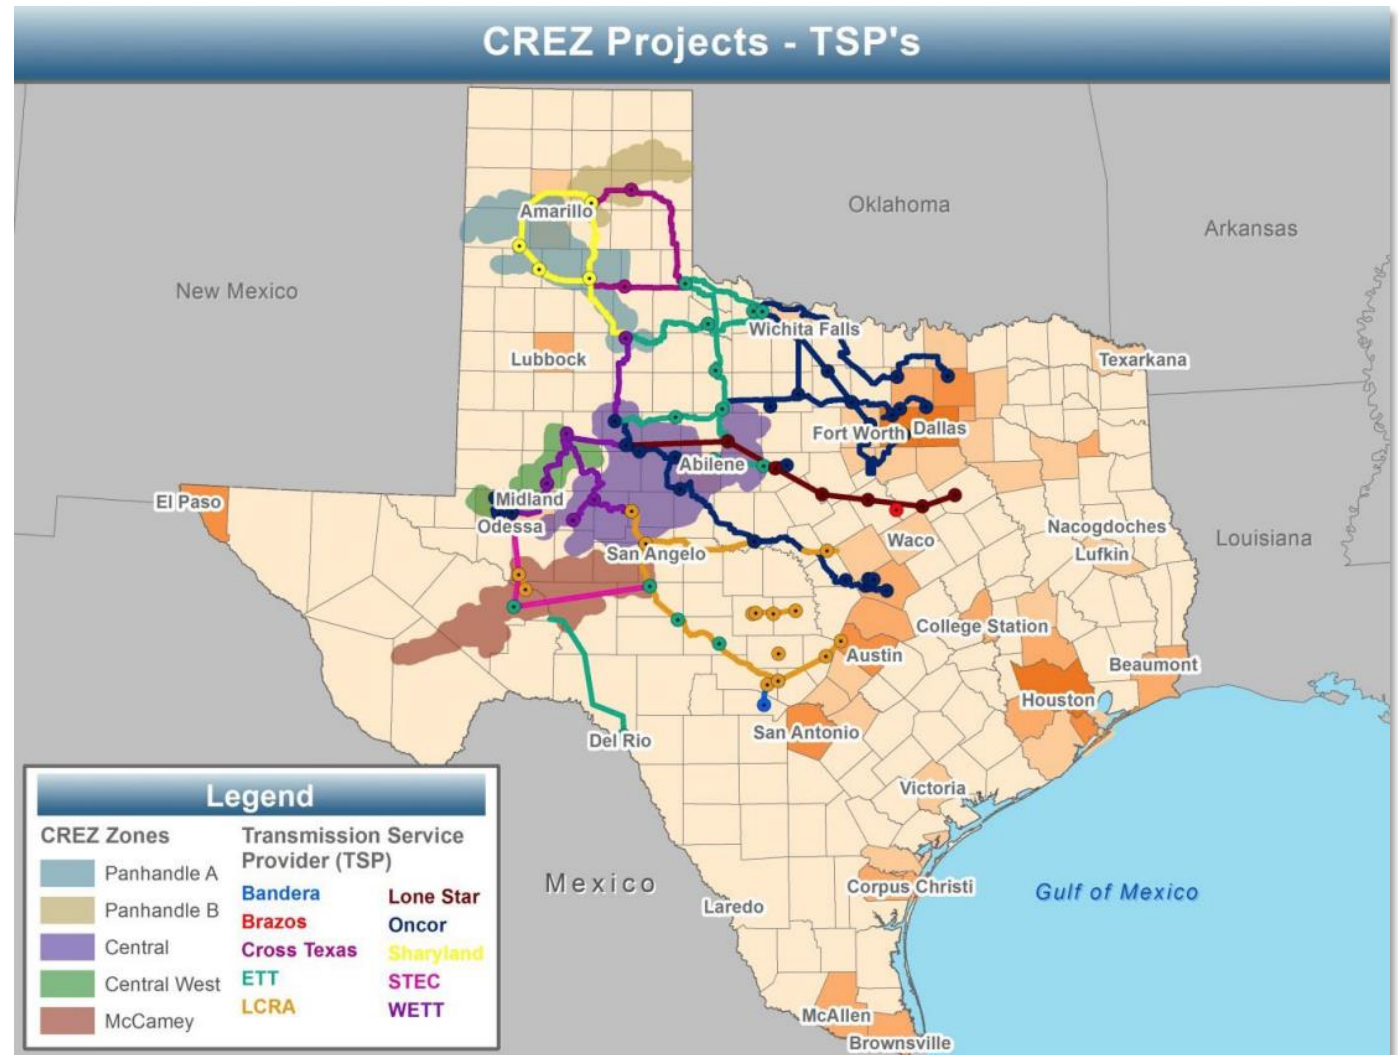 CREZ Projects - TSP's
Oklahoma
Amarillo
Arkansas
New Mexico
Wichita Falls
Lubbock
Texarkana
Fort Worth
Dallas
Abilene
El Paso
Midland
Odessa
Nacogdoches
Lufkin
Louisiana
Waco
San Angelo
College Station
Austin
Beaumont
Houston
San Antonio
Del Rio
Victoria
Mexico
Corpus Christi
Gulf of Mexico
Laredo
McAllen
Brownsville
Legend
CREZ Zones
Panhandle A
Panhandle B
Central
Central West
McCamey
Transmission Service
Provider (TSP)
Bandera
Brazos
Cross Texas
ETT
LCRA
Lone Star
Oncor
Sharyland
STEC
WETT